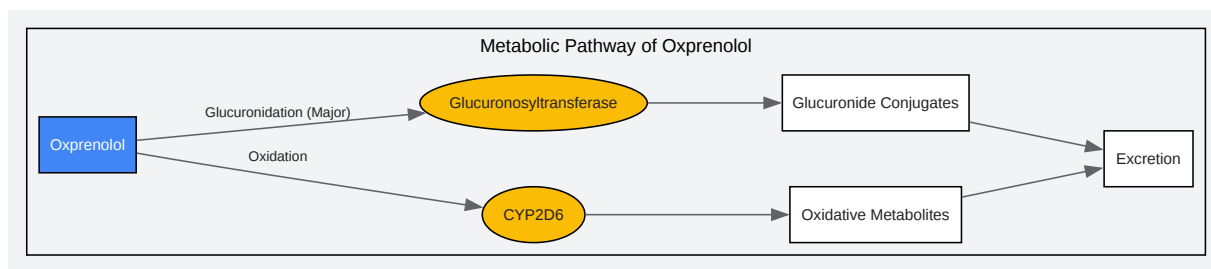 Metabolic Pathway of Oxprenolol
Oxprenolol
Glucuronidation (Major)
Glucuronosyltransferase
Glucuronide Conjugates
Oxidation
CYP2D6
Oxidative Metabolites
Excretion